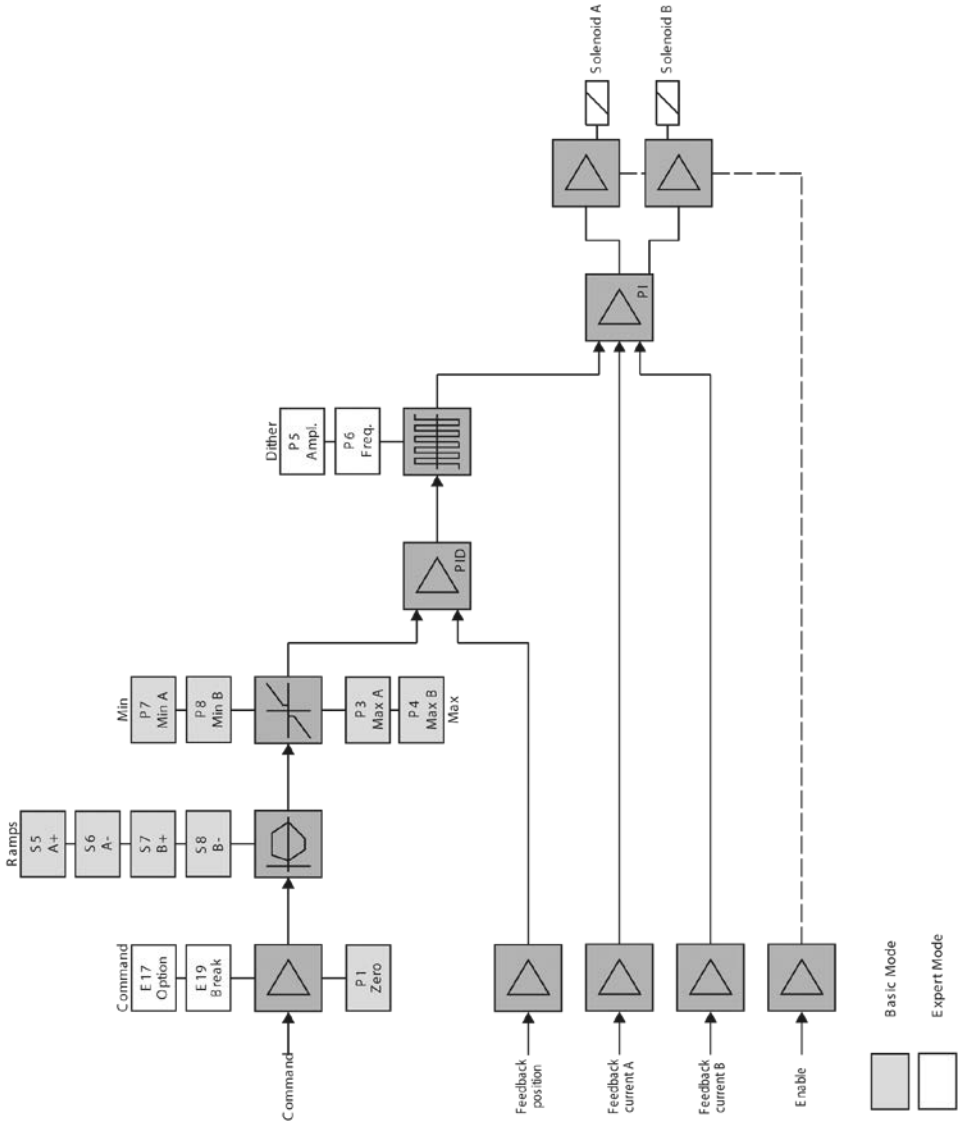 Command
Command
E17
Option
E19
Break
P1
Zero
Ramps
S5
A+
S6
A-
S7
B+
S8
B-
Min
P7
Min A
P8
Min B
P3
Max A
P4
Max B
Max
PID
Dither
P5
Ampl.
P6
Freq.
PI
Solenoid A
Solenoid B
Feedback
position
Feedback
current A
Feedback
current B
Enable
Basic Mode
Expert Mode